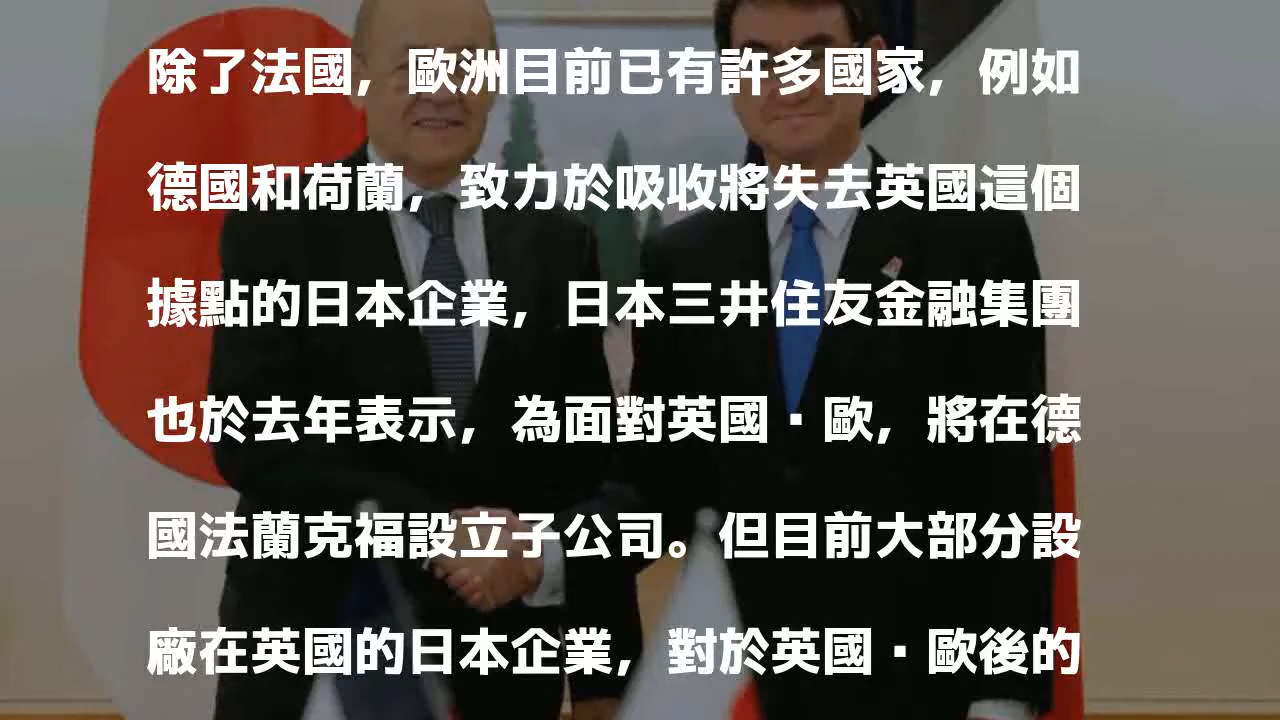 除了法國，歐洲目前已有許多國家，例如
德國和荷蘭，致力於吸收將失去英國這個
據點的日本企業，日本三井住友金融集團
也於去年表示，為面對英國·歐，將在德
國法蘭克福設立子公司。但目前大部分設
廠在英國的日本企業，對於英國·歐後的